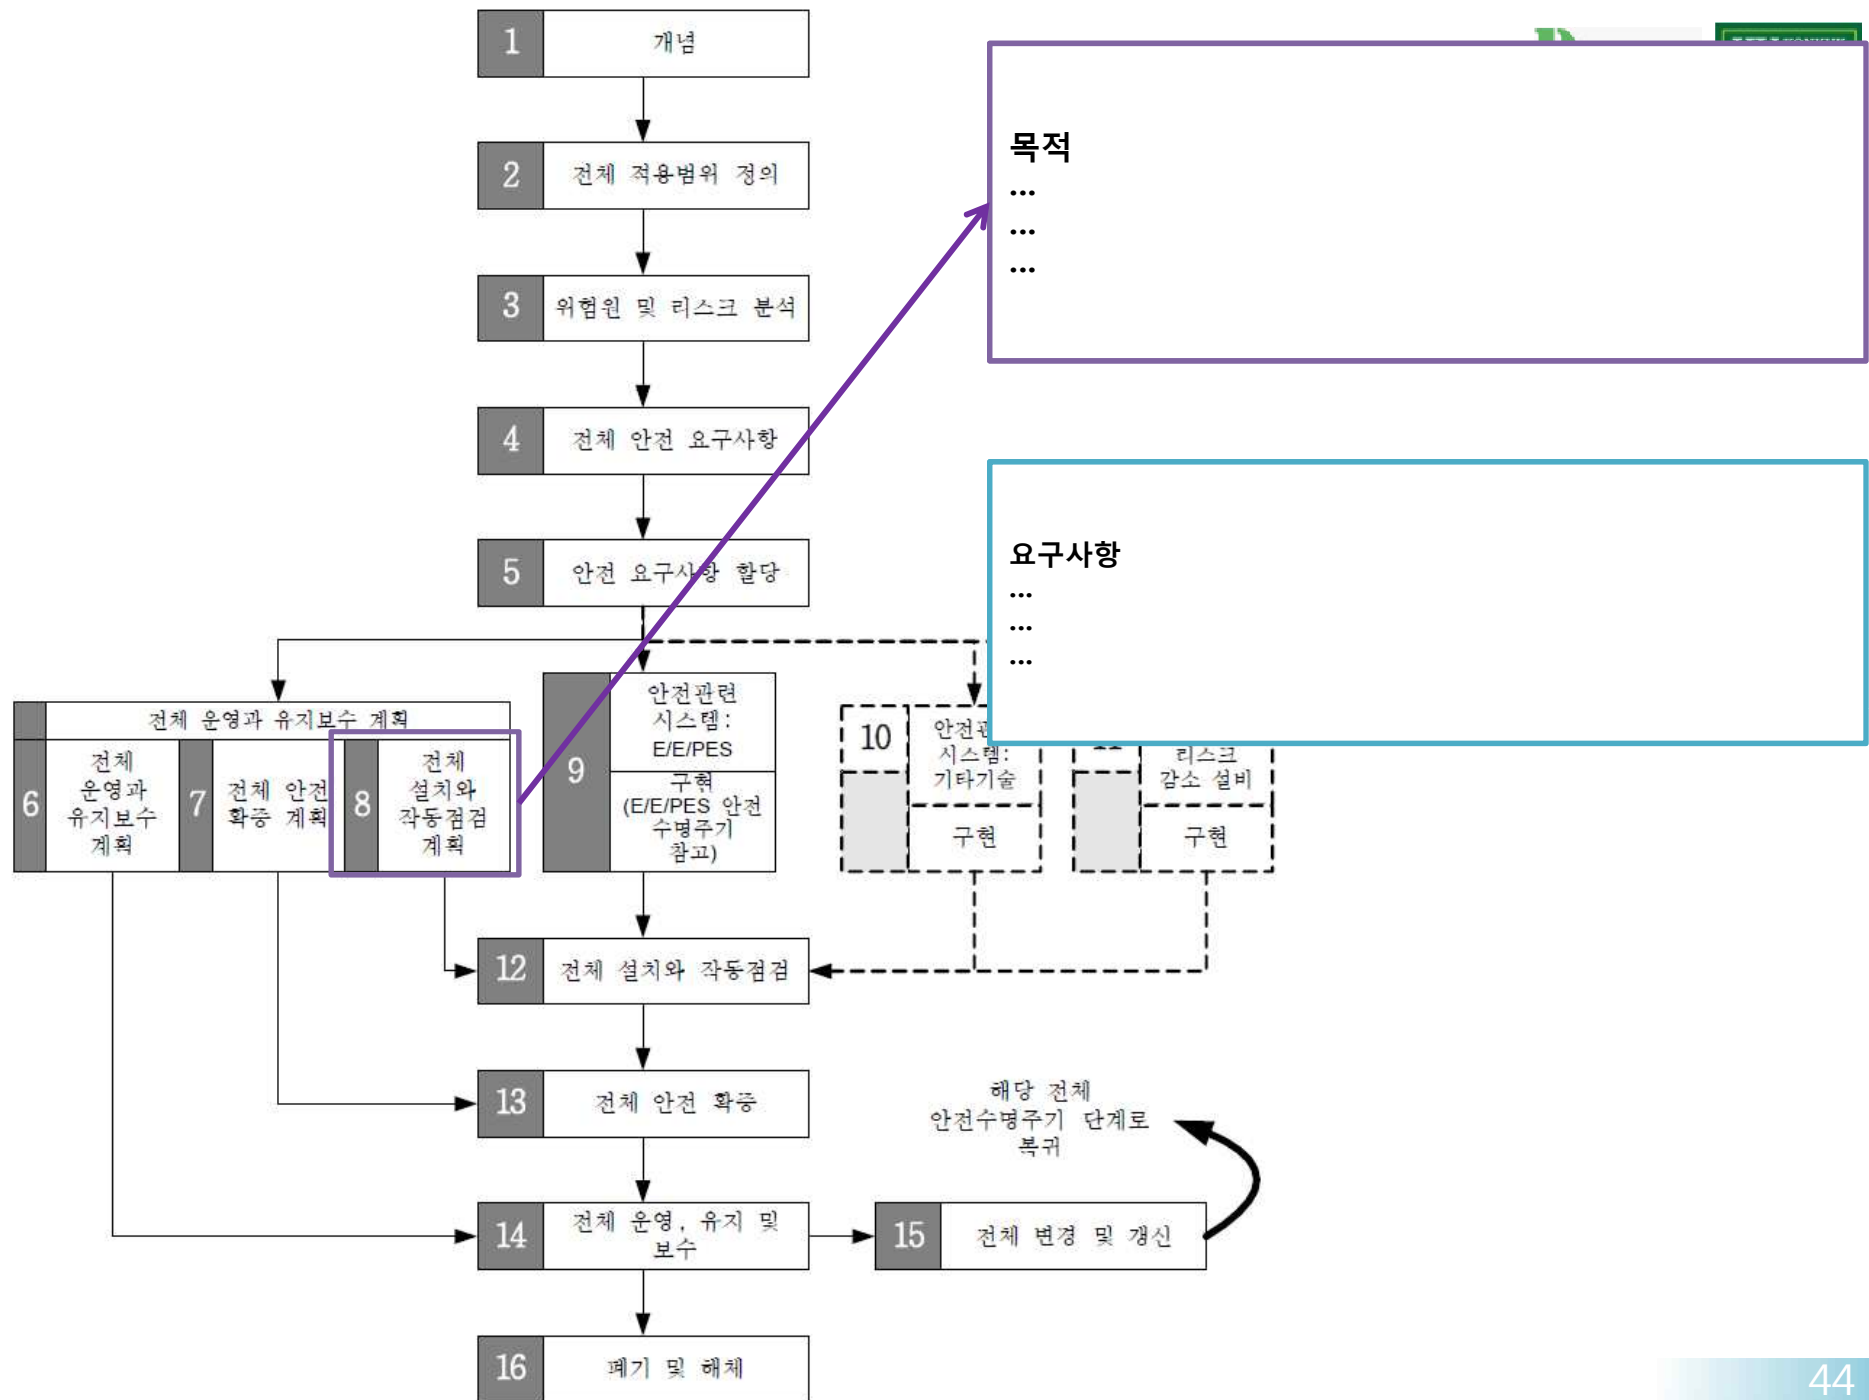 1 개념
2 전체 적용범위 정의
3 위험원 및 리스크 분석
4 전체 안전 요구사항
5 안전 요구사항 할당
목적
...
...
...
요구사항
...
...
...
전체 운영과 유지보수 계획
6
전체
운영과
유지보수
계획
7
전체 안전
확증 계획
8
전체
설치와
작동점검
계획
9
안전관련
시스템:
E/E/PES
구현
(E/E/PES 안전
수명주기
참고)
10
시스템:
기타기술
구현
리스크
감소 설비
구현
12 전체 설치와 작동점검
13 전체 안전 확증
해당 전체
안전수명주기 단계로
복귀
14
전체 운영, 유지 및
보수
15 전체 변경 및 갱신
16 폐기 및 해체
44